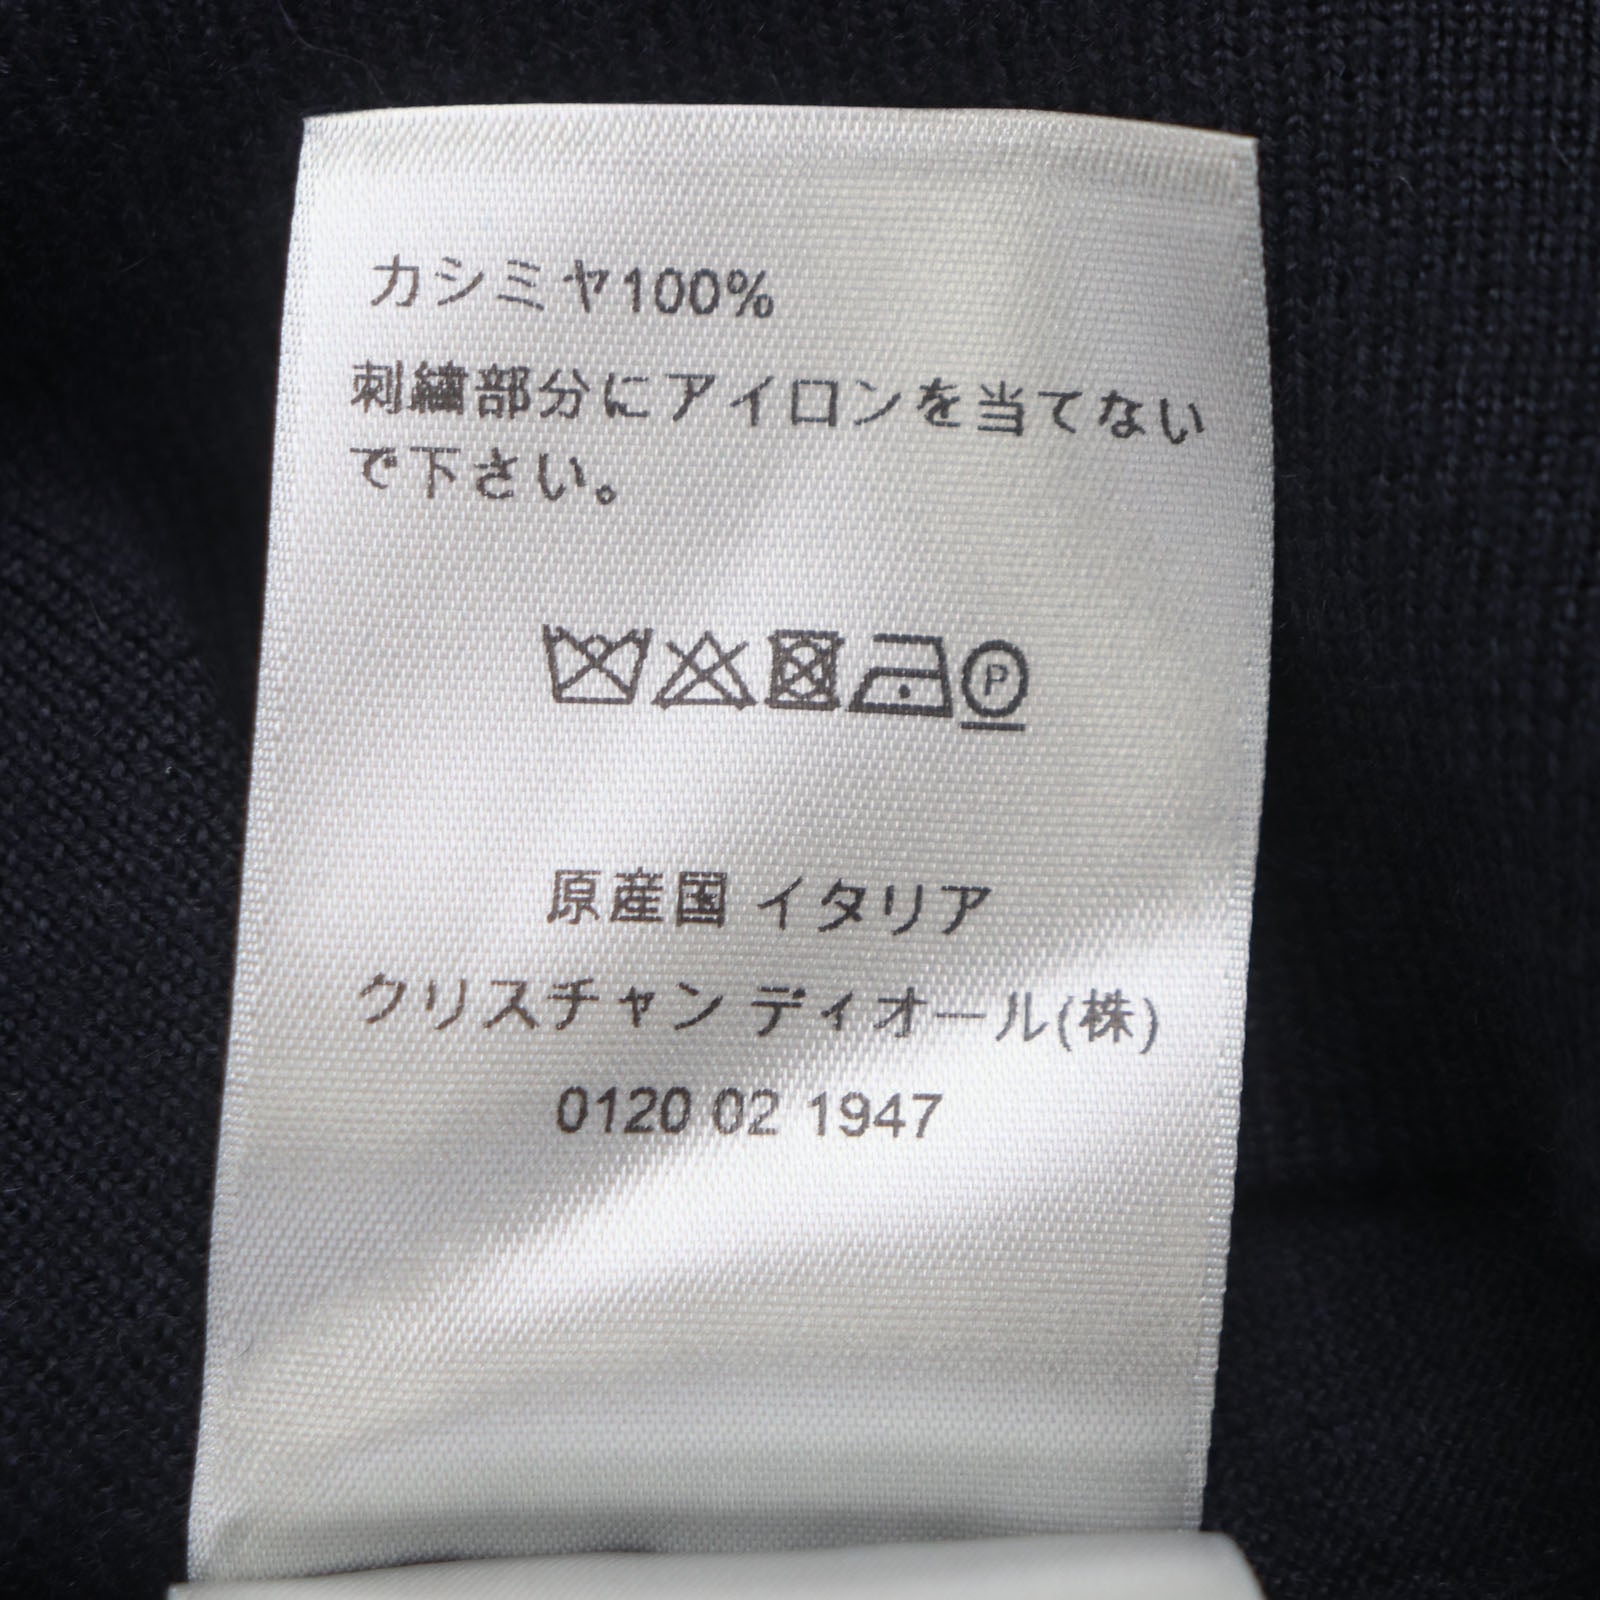 カシミヤ100%
刺繍部分にアイロンを当てない
で下さい。
P
原産国 イタリア
クリスチャン ディオール(株)
0120 02 1947